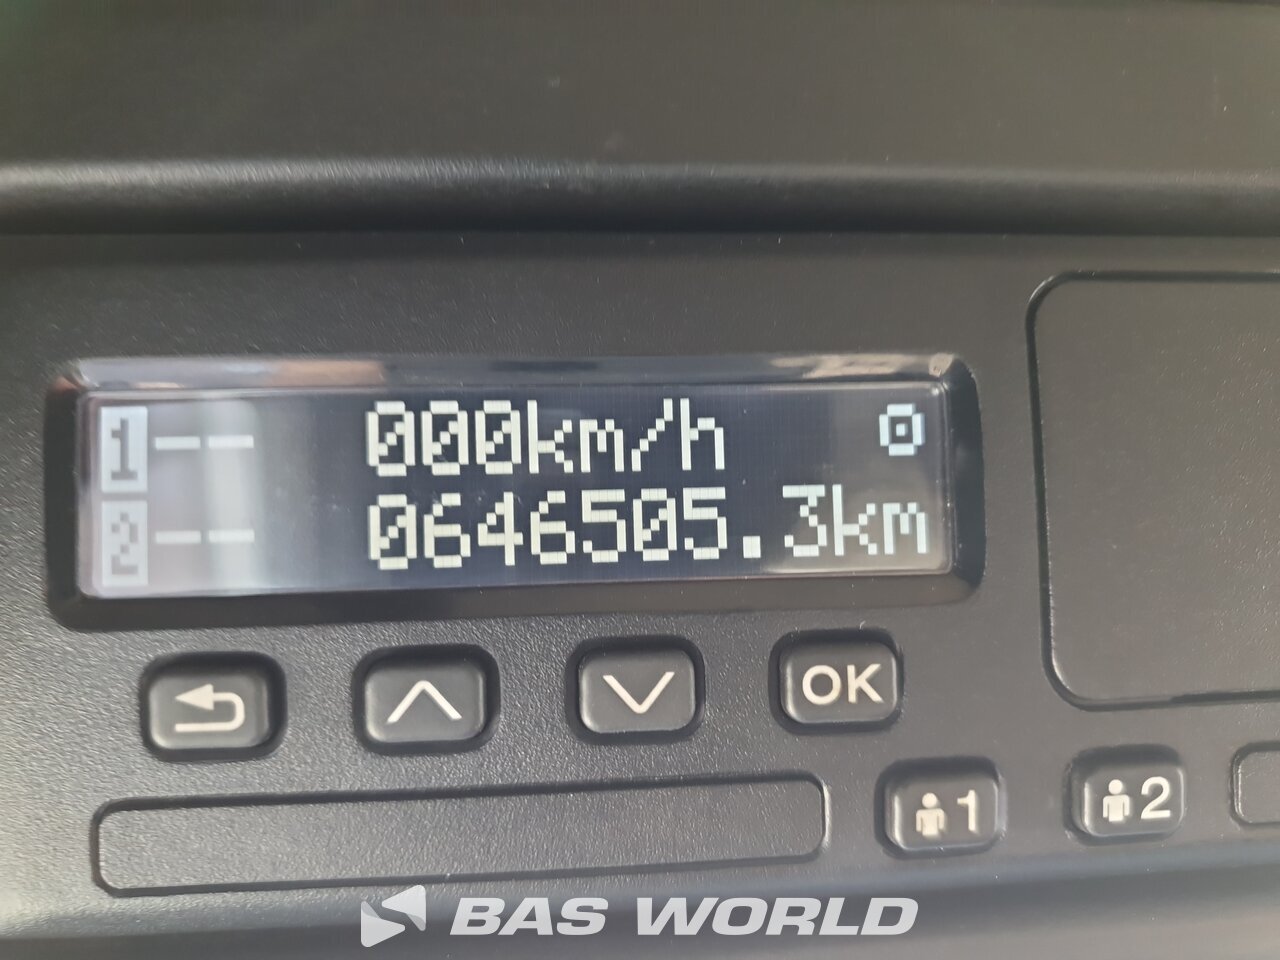 1 -- 000km/h
2 -- 0646505.3km
OK
1 2
BAS WORLD